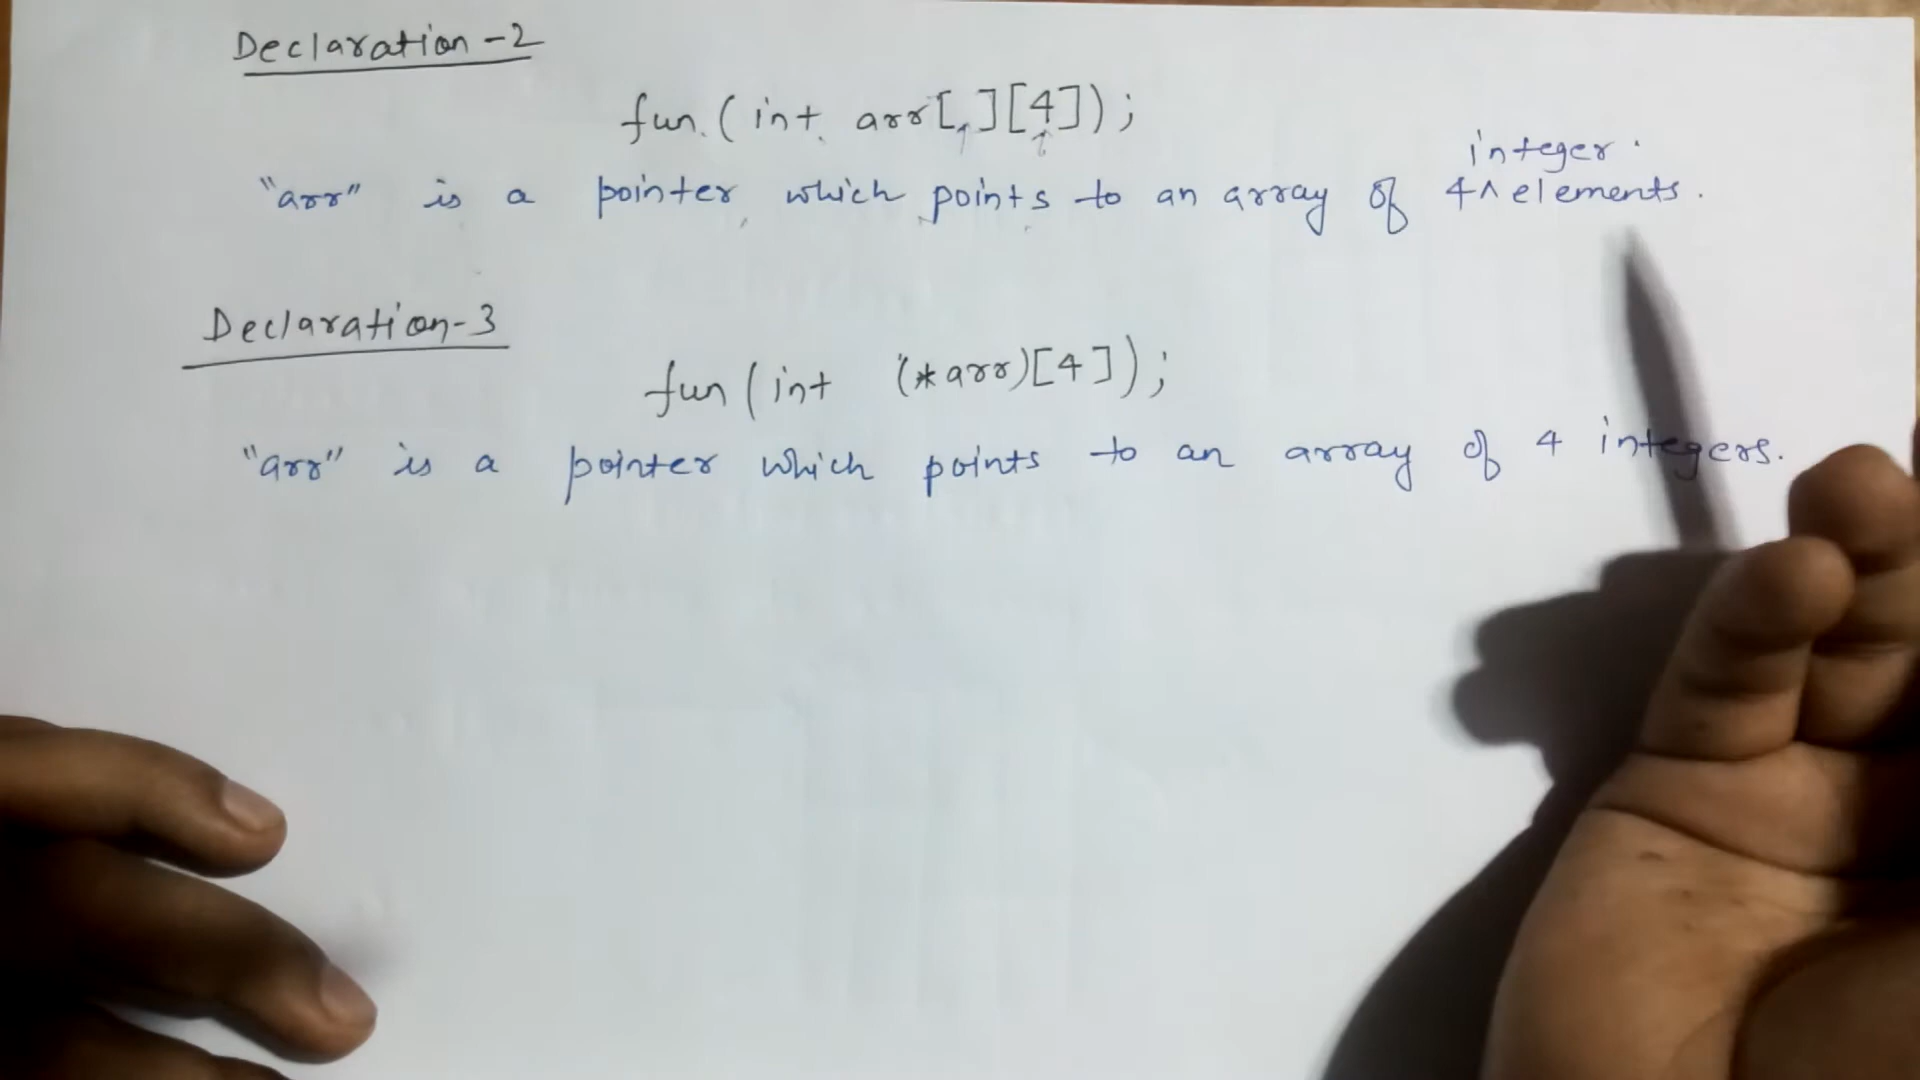 Declaration-2
fun(int arr[ ][4]);
integer
"arr" is a pointer which points to an array of 4^elements.
Declaration-3
fun(int (*arr)[4]);
"arr" is a pointer which points to an array of 4 integers.